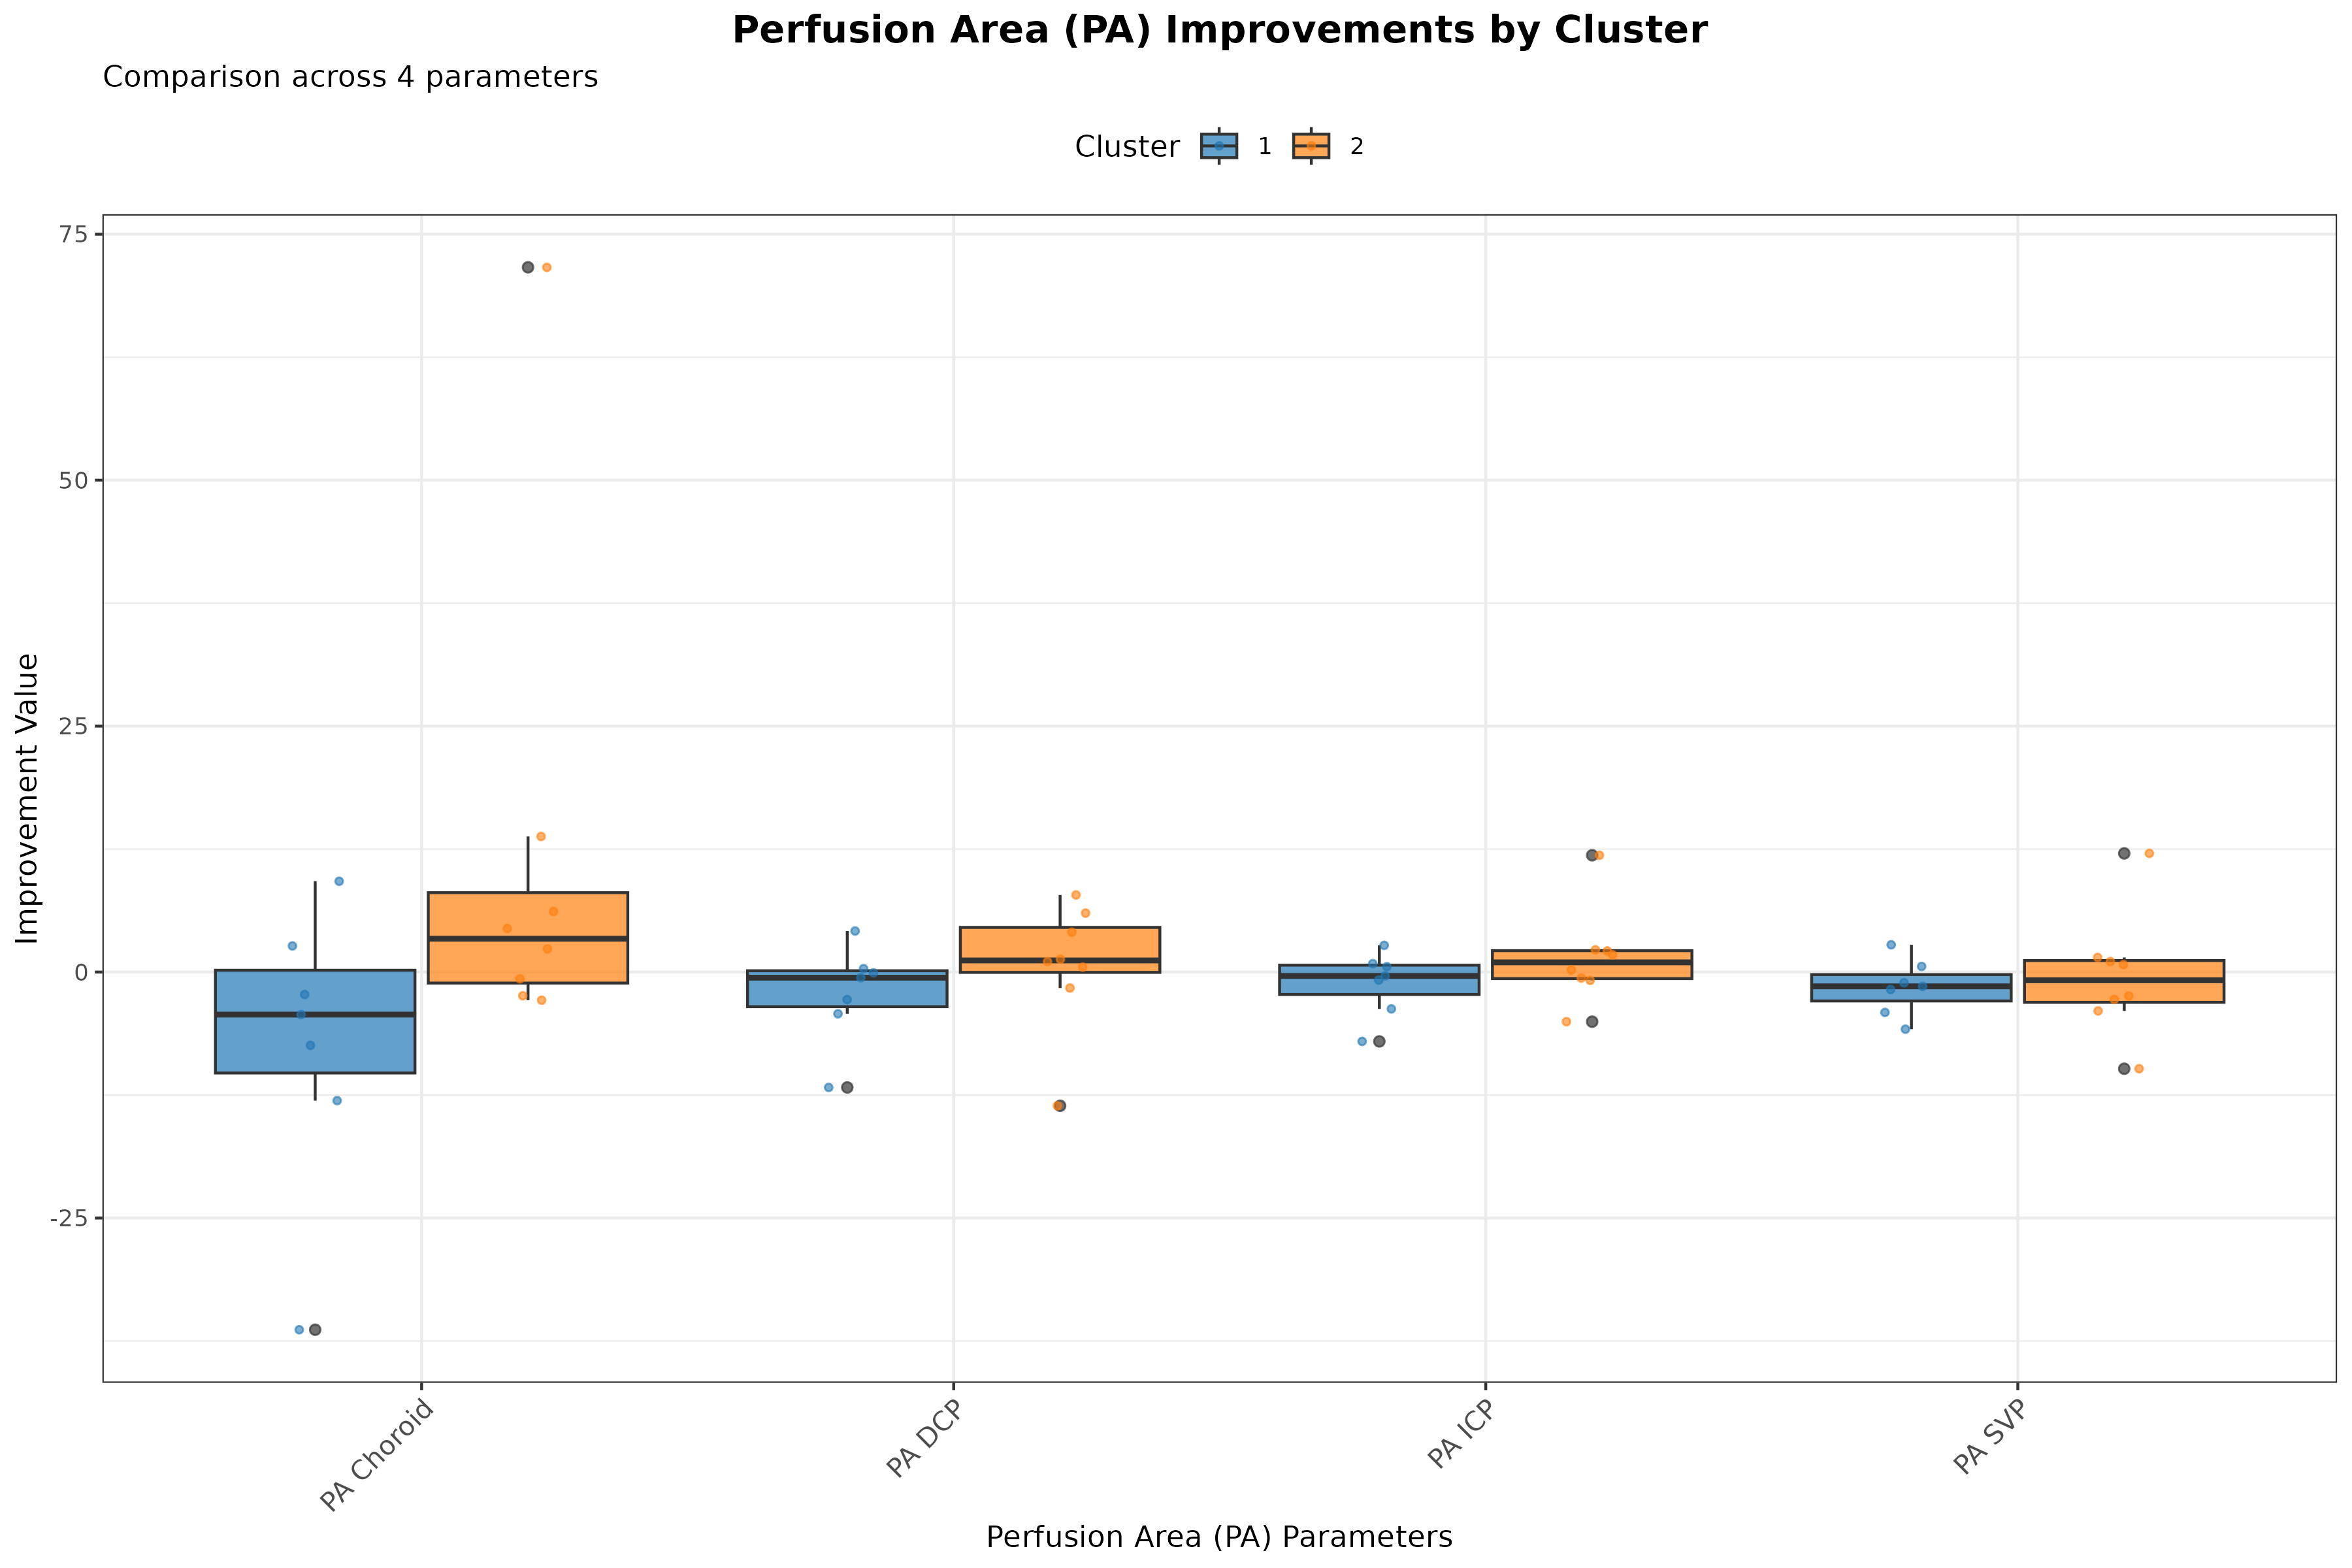 Perfusion Area (PA) Improvements by Cluster
Comparison across 4 parameters
Cluster 1 2
Improvement Value
75
50
25
0
-25
PA Choroid
PA DCP
PA ICP
PA SVP
Perfusion Area (PA) Parameters